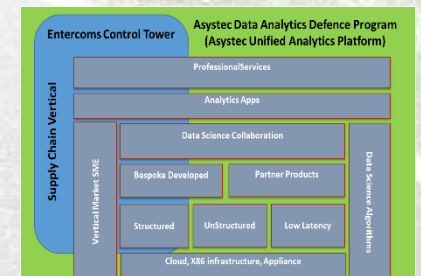 Entercoms Control Tower
Asystec Data Analytics Defence Program
(Asystec Unified Analytics Platform)
Supply Chain Vertical
ProfessionalServices
Analytics Apps
Vertical Market SME
Data Science Collaboration
Data Science Algorithms
Bespoke Developed
Partner Products
Structured
UnStructured
Low Latency
Cloud, X86 infrastructure, Appliance